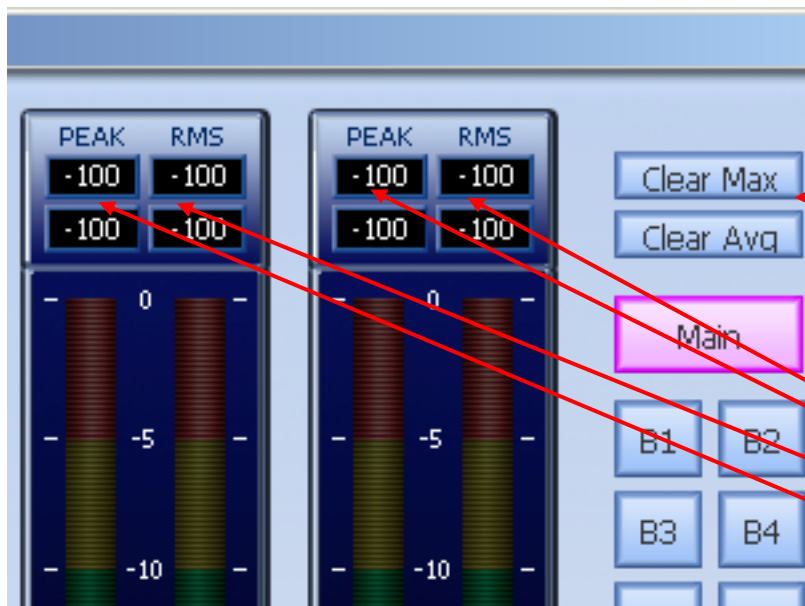 PEAK RMS PEAK RMS
-100 -100 -100 -100 Clear Max
-100 -100 -100 -100 Clear Avg
0 0
Main
-5 -5 B1 B2
B3 B4
-10 -10